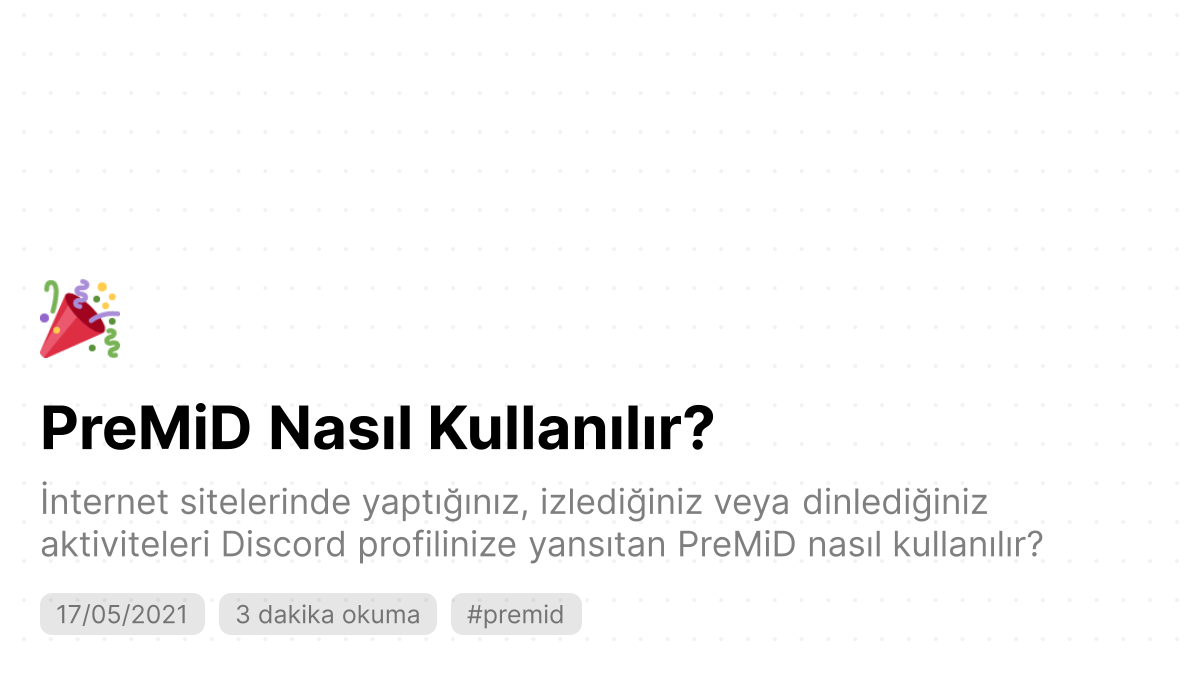 PreMiD Nasıl Kullanılır?
İnternet sitelerinde yaptığınız, izlediğiniz veya dinlediğiniz
aktiviteleri Discord profilinize yansıtan PreMiD nasıl kullanılır?
17/05/2021 3 dakika okuma #premid